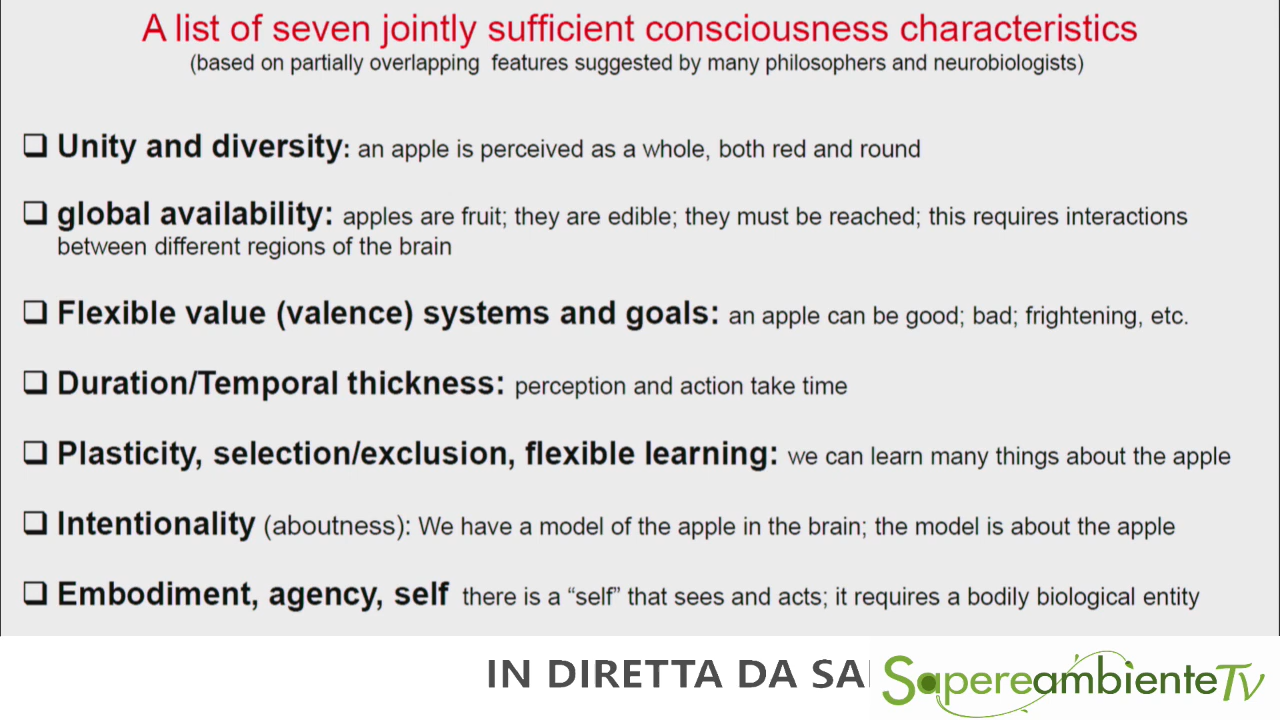 A list of seven jointly sufficient consciousness characteristics
(based on partially overlapping features suggested by many philosophers and neurobiologists)
❑ Unity and diversity: an apple is perceived as a whole, both red and round
❑ global availability: apples are fruit; they are edible; they must be reached; this requires interactions
between different regions of the brain
❑ Flexible value (valence) systems and goals: an apple can be good; bad; frightening, etc.
❑ Duration/Temporal thickness: perception and action take time
❑ Plasticity, selection/exclusion, flexible learning: we can learn many things about the apple
❑ Intentionality (aboutness): We have a model of the apple in the brain; the model is about the apple
❑ Embodiment, agency, self there is a “self” that sees and acts; it requires a bodily biological entity
IN DIRETTA DA
SapereambienteTv